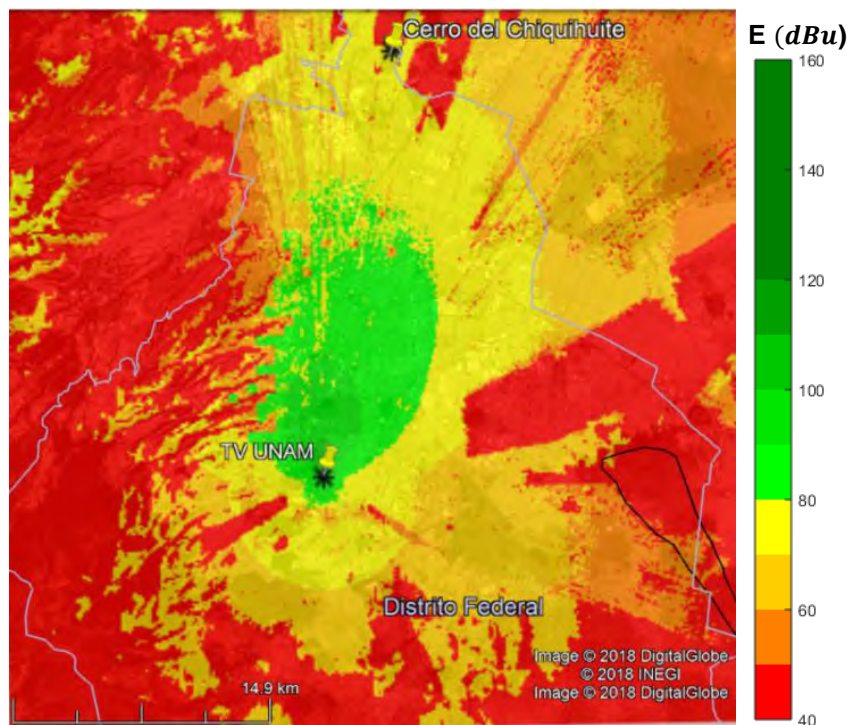 Cerro del Chiquihuite
E (dBu)
160
140
120
100
80
60
40
TV UNAM
Distrito Federal
Image © 2018 DigitalGlobe
© 2018 INEGI
Image © 2018 DigitalGlobe
14.9 km